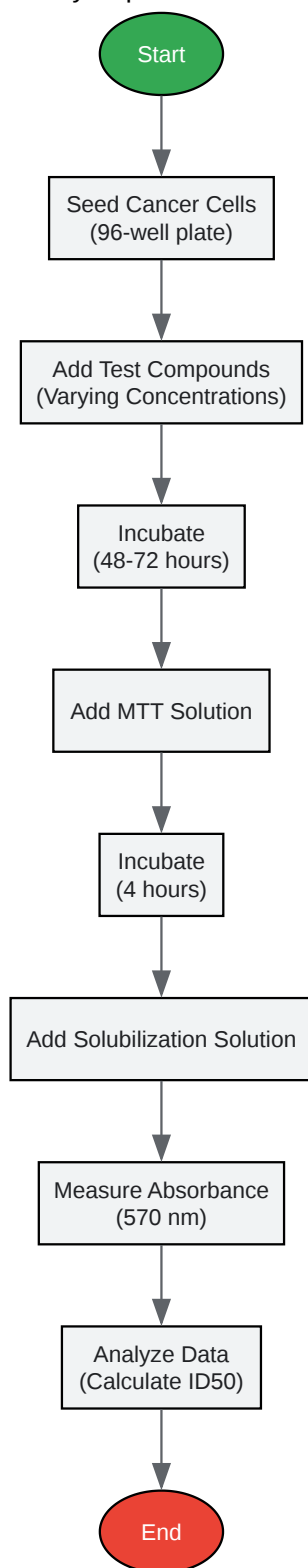 Start
Seed Cancer Cells
(96-well plate)
Add Test Compounds
(Varying Concentrations)
Incubate
(48-72 hours)
Add MTT Solution
Incubate
(4 hours)
Add Solubilization Solution
Measure Absorbance
(570 nm)
Analyze Data
(Calculate ID50)
End